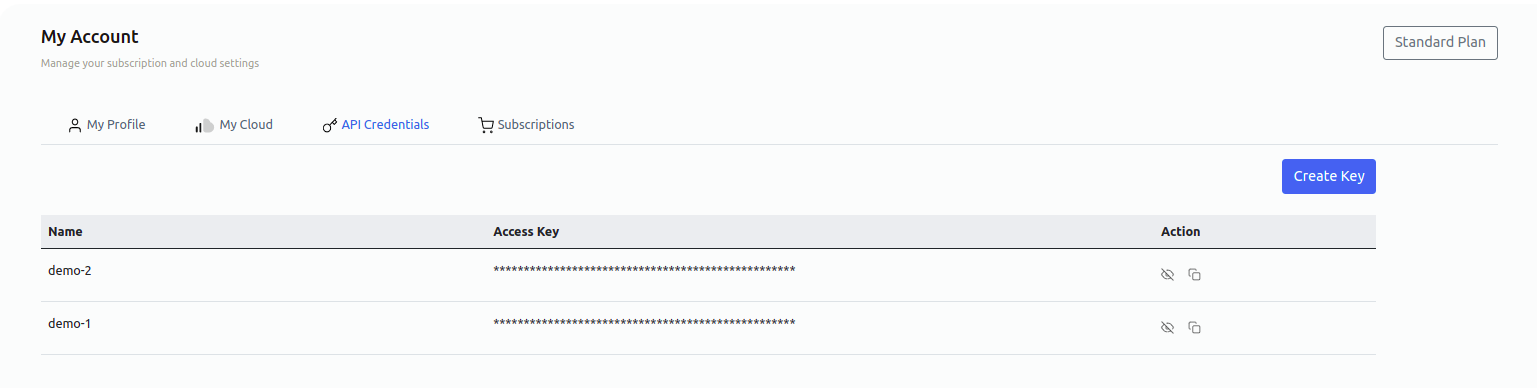 My Account
Standard Plan
Manage your subscription and cloud settings
My Profile My Cloud API Credentials Subscriptions
Create Key
Name Access Key Action
demo-2 **************************************************
demo-1 **************************************************